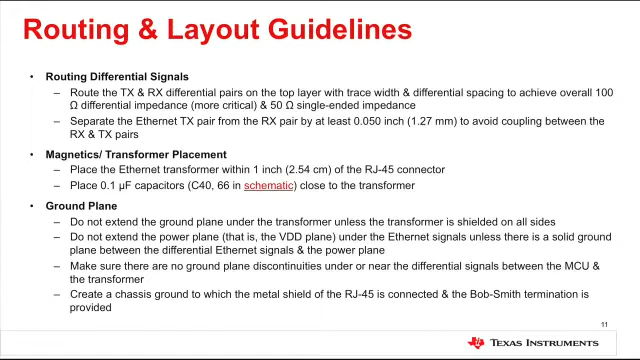 Routing & Layout Guidelines
• Routing Differential Signals
– Route the TX & RX differential pairs on the top layer with trace width & differential spacing to achieve overall 100
Ω differential impedance (more critical) & 50 Ω single-ended impedance
– Separate the Ethernet TX pair from the RX pair by at least 0.050 inch (1.27 mm) to avoid coupling between the
RX & TX pairs
• Magnetics/ Transformer Placement
– Place the Ethernet transformer within 1 inch (2.54 cm) of the RJ-45 connector
– Place 0.1 µF capacitors (C40, 66 in schematic) close to the transformer
• Ground Plane
– Do not extend the ground plane under the transformer unless the transformer is shielded on all sides
– Do not extend the power plane (that is, the VDD plane) under the Ethernet signals unless there is a solid ground
plane between the differential Ethernet signals & the power plane
– Make sure there are no ground plane discontinuities under or near the differential signals between the MCU &
the transformer
– Create a chassis ground to which the metal shield of the RJ-45 is connected & the Bob-Smith termination is
provided
11
TEXAS INSTRUMENTS